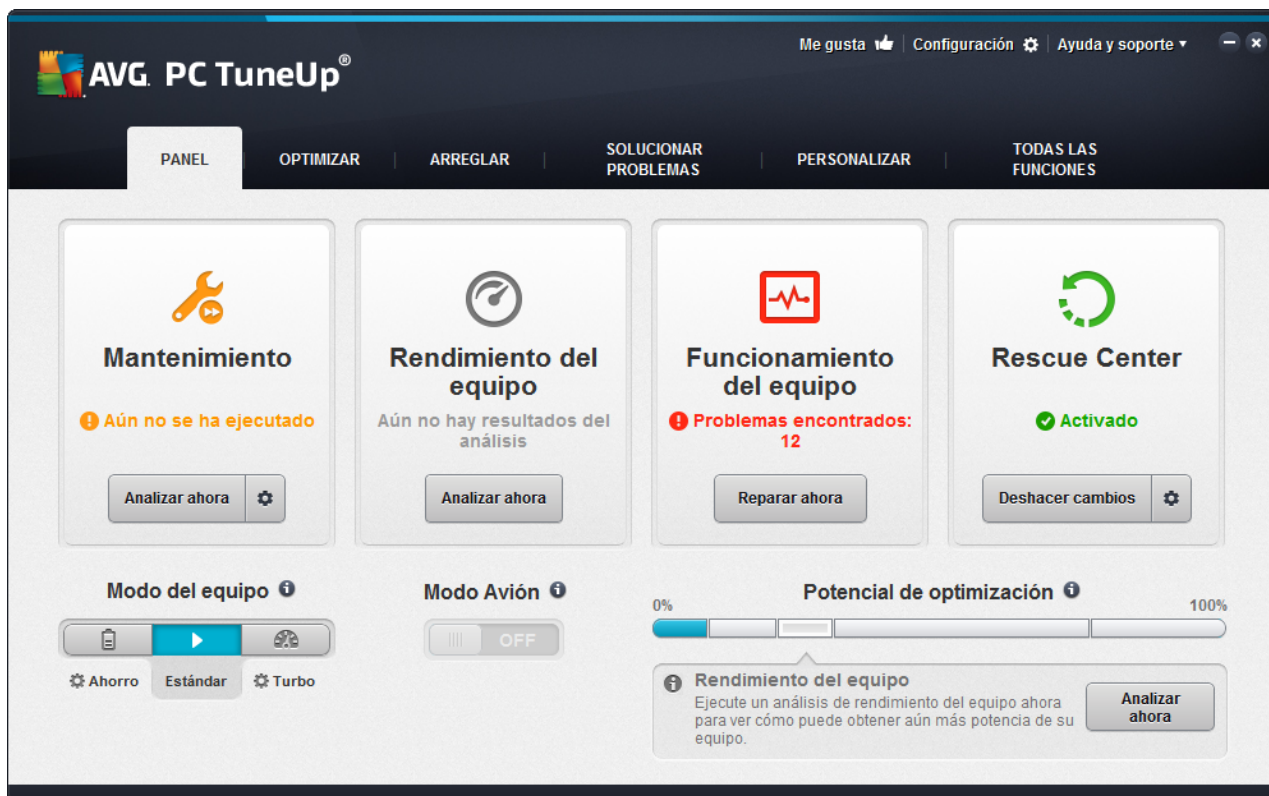 Me gusta
Configuración
Ayuda y soporte
AVG. PC TuneUp®
PANEL
OPTIMIZAR
ARREGLAR
SOLUCIONAR
PROBLEMAS
PERSONALIZAR
TODAS LAS
FUNCIONES
Mantenimiento
Aún no se ha ejecutado
Analizar ahora
Rendimiento del
equipo
Aún no hay resultados del
análisis
Analizar ahora
Funcionamiento
del equipo
Problemas encontrados:
12
Reparar ahora
Rescue Center
Activado
Deshacer cambios
Modo del equipo
Ahorro
Estándar
Turbo
Modo Avión
OFF
Potencial de optimización
0%
100%
Rendimiento del equipo
Ejecute un análisis de rendimiento del equipo ahora
para ver cómo puede obtener aún más potencia de su
equipo.
Analizar
ahora